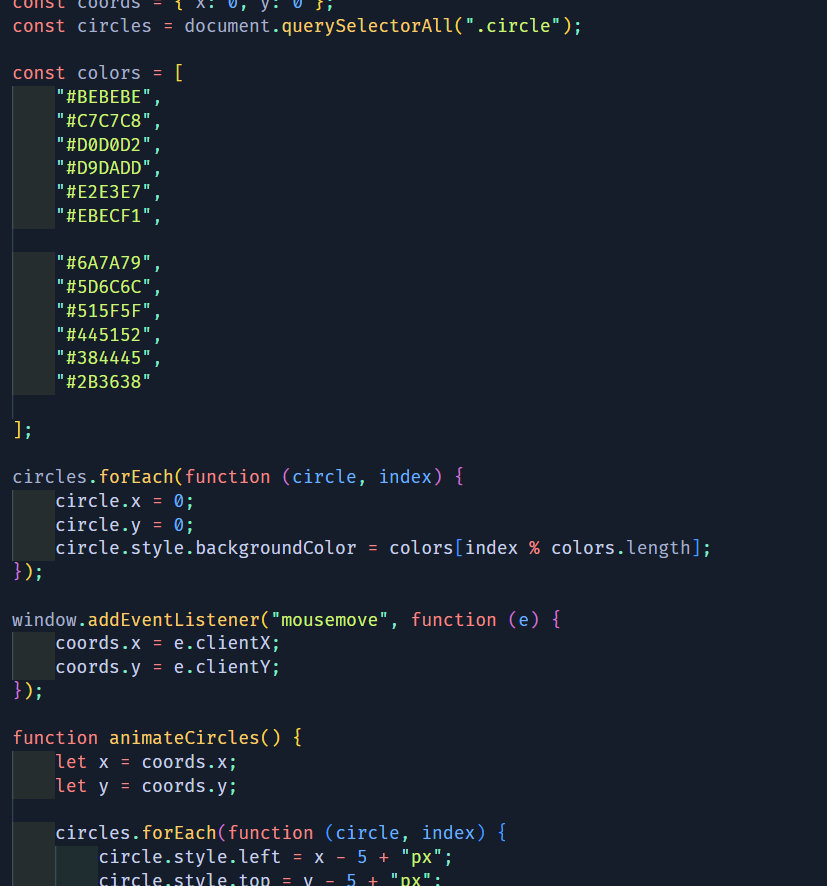 const coords = { x: 0, y: 0 };
const circles = document.querySelectorAll(".circle");

const colors = [
    "#BEBEBE",
    "#C7C7C8",
    "#D0D0D2",
    "#D9DADD",
    "#E2E3E7",
    "#EBECF1",

    "#6A7A79",
    "#5D6C6C",
    "#515F5F",
    "#445152",
    "#384445",
    "#2B3638"

];

circles.forEach(function (circle, index) {
    circle.x = 0;
    circle.y = 0;
    circle.style.backgroundColor = colors[index % colors.length];
});

window.addEventListener("mousemove", function (e) {
    coords.x = e.clientX;
    coords.y = e.clientY;
});

function animateCircles() {
    let x = coords.x;
    let y = coords.y;

    circles.forEach(function (circle, index) {
        circle.style.left = x - 5 + "px";
        circle.style.top = y - 5 + "px";